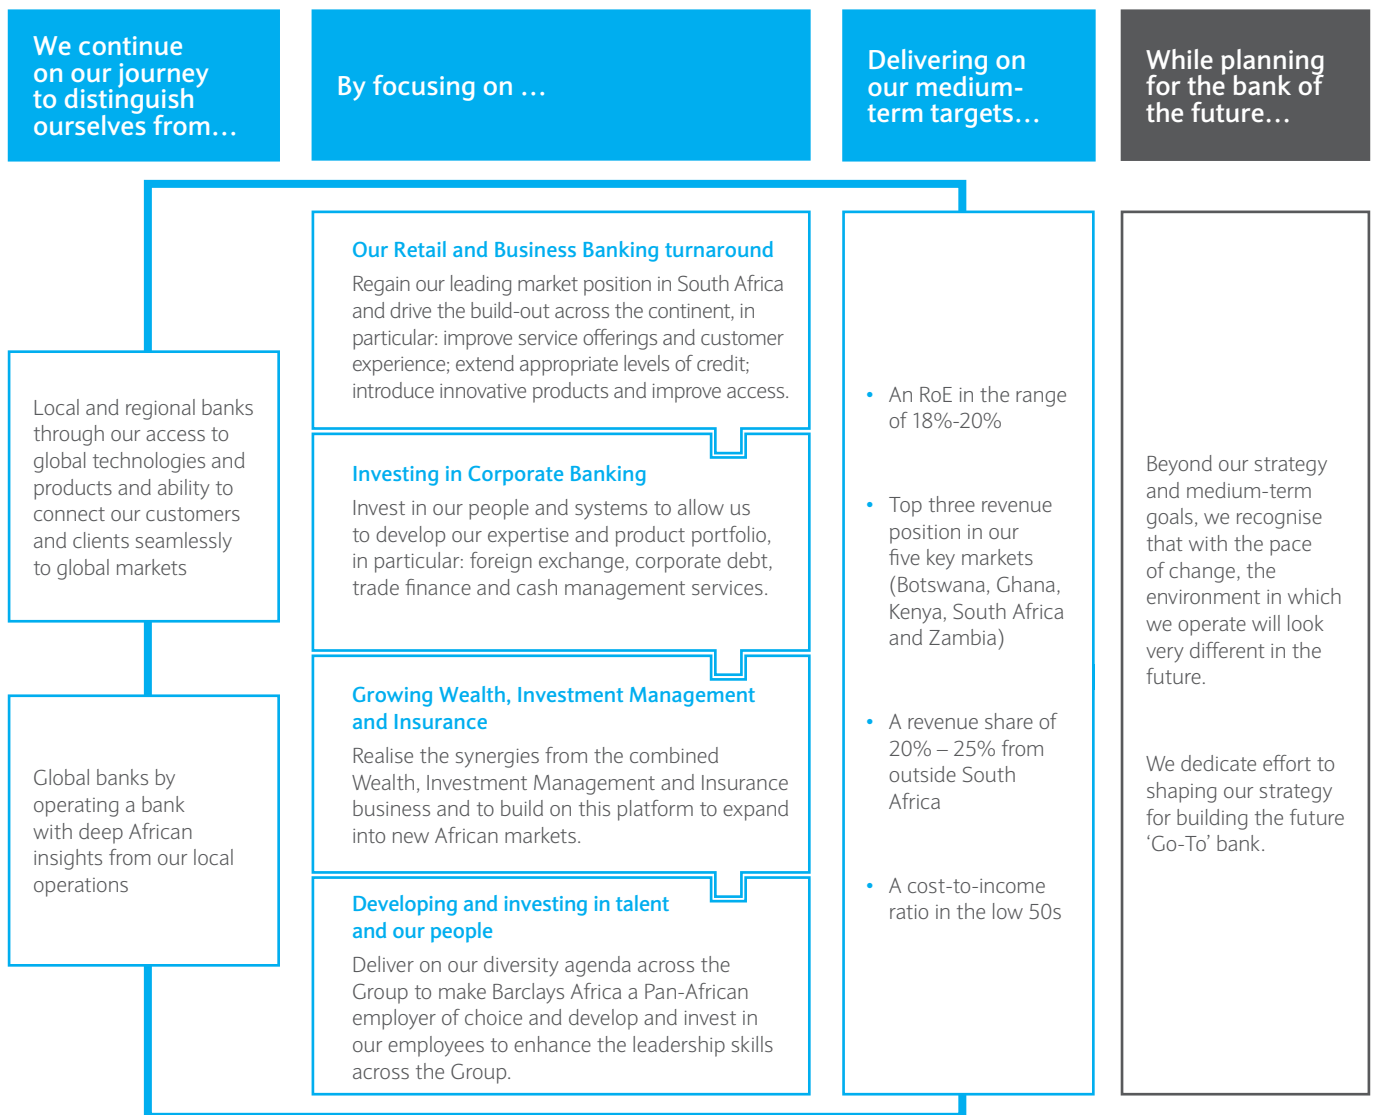 We continue
on our journey
to distinguish
ourselves from…
By focusing on …
Delivering on
our medium-
term targets…
While planning
for the bank of
the future…
Local and regional banks
through our access to
global technologies and
products and ability to
connect our customers
and clients seamlessly
to global markets
Global banks by
operating a bank
with deep African
insights from our local
operations
Our Retail and Business Banking turnaround
Regain our leading market position in South Africa
and drive the build-out across the continent, in
particular: improve service offerings and customer
experience; extend appropriate levels of credit;
introduce innovative products and improve access.
Investing in Corporate Banking
Invest in our people and systems to allow us
to develop our expertise and product portfolio,
in particular: foreign exchange, corporate debt,
trade finance and cash management services.
Growing Wealth, Investment Management
and Insurance
Realise the synergies from the combined
Wealth, Investment Management and Insurance
business and to build on this platform to expand
into new African markets.
Developing and investing in talent
and our people
Deliver on our diversity agenda across the
Group to make Barclays Africa a Pan-African
employer of choice and develop and invest in
our employees to enhance the leadership skills
across the Group.
• An RoE in the range
of 18%-20%
• Top three revenue
position in our
five key markets
(Botswana, Ghana,
Kenya, South Africa
and Zambia)
• A revenue share of
20% – 25% from
outside South
Africa
• A cost-to-income
ratio in the low 50s
Beyond our strategy
and medium-term
goals, we recognise
that with the pace
of change, the
environment in which
we operate will look
very different in the
future.
We dedicate effort to
shaping our strategy
for building the future
‘Go-To’ bank.